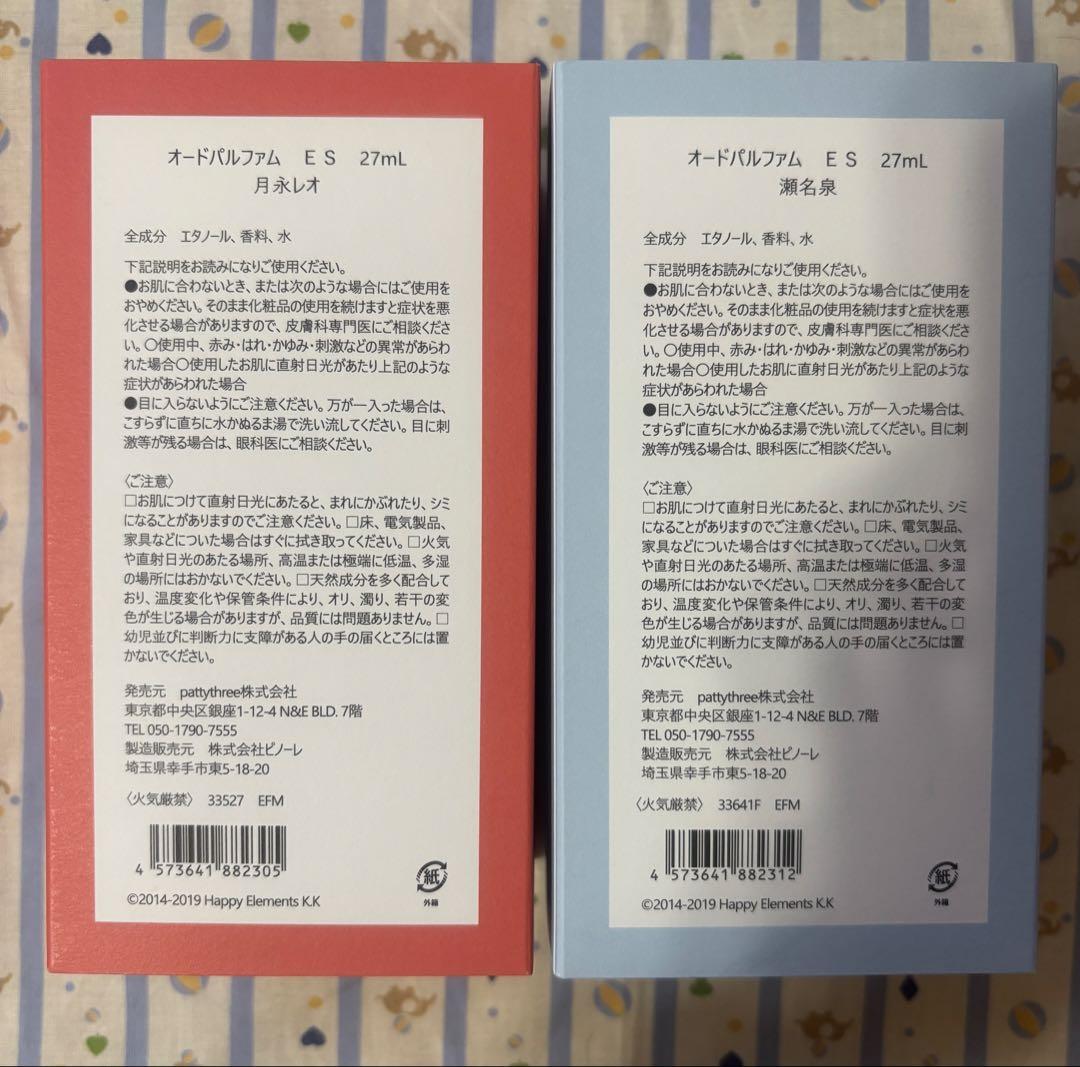 オードパルファム　ＥＳ　27mL
月永レオ
全成分　エタノール、香料、水
下記説明をお読みになりご使用ください。
●お肌に合わないとき、または次のような場合にはご使用を
おやめください。そのまま化粧品の使用を続けますと症状を悪
化させる場合がありますので、皮膚科専門医にご相談くださ
い。〇使用中、赤み・はれ・かゆみ・刺激などの異常があらわ
れた場合〇使用したお肌に直射日光があたり上記のような
症状があらわれた場合
●目に入らないようにご注意ください。万が一入った場合は、
こすらずに直ちに水かぬるま湯で洗い流してください。目に刺
激等が残る場合は、眼科医にご相談ください。
〈ご注意〉
□お肌につけて直射日光にあたると、まれにかぶれたり、シミ
になることがありますのでご注意ください。□床、電気製品、
家具などについた場合はすぐに拭き取ってください。□火気
や直射日光のあたる場所、高温または極端に低温、多湿
の場所にはおかないでください。□天然成分を多く配合して
おり、温度変化や保管条件により、オリ、濁り、若干の変
色が生じる場合がありますが、品質には問題ありません。□
幼児並びに判断力に支障がある人の手の届くところには置
かないでください。
発売元　pattythree株式会社
東京都中央区銀座1-12-4 N&E BLD. 7階
TEL 050-1790-7555
製造販売元　株式会社ピノーレ
埼玉県幸手市東5-18-20
〈火気厳禁〉　33527　EFM
4 573641 882305
紙
外箱
©2014-2019 Happy Elements K.K
オードパルファム　ＥＳ　27mL
瀬名泉
全成分　エタノール、香料、水
下記説明をお読みになりご使用ください。
●お肌に合わないとき、または次のような場合にはご使用を
おやめください。そのまま化粧品の使用を続けますと症状を悪
化させる場合がありますので、皮膚科専門医にご相談くださ
い。〇使用中、赤み・はれ・かゆみ・刺激などの異常があらわ
れた場合〇使用したお肌に直射日光があたり上記のような
症状があらわれた場合
●目に入らないようにご注意ください。万が一入った場合は、
こすらずに直ちに水かぬるま湯で洗い流してください。目に刺
激等が残る場合は、眼科医にご相談ください。
〈ご注意〉
□お肌につけて直射日光にあたると、まれにかぶれたり、シミ
になることがありますのでご注意ください。□床、電気製品、
家具などについた場合はすぐに拭き取ってください。□火気
や直射日光のあたる場所、高温または極端に低温、多湿
の場所にはおかないでください。□天然成分を多く配合して
おり、温度変化や保管条件により、オリ、濁り、若干の変
色が生じる場合がありますが、品質には問題ありません。□
幼児並びに判断力に支障がある人の手の届くところには置
かないでください。
発売元　pattythree株式会社
東京都中央区銀座1-12-4 N&E BLD. 7階
TEL 050-1790-7555
製造販売元　株式会社ピノーレ
埼玉県幸手市東5-18-20
〈火気厳禁〉　33641F　EFM
4 573641 882312
紙
外箱
©2014-2019 Happy Elements K.K